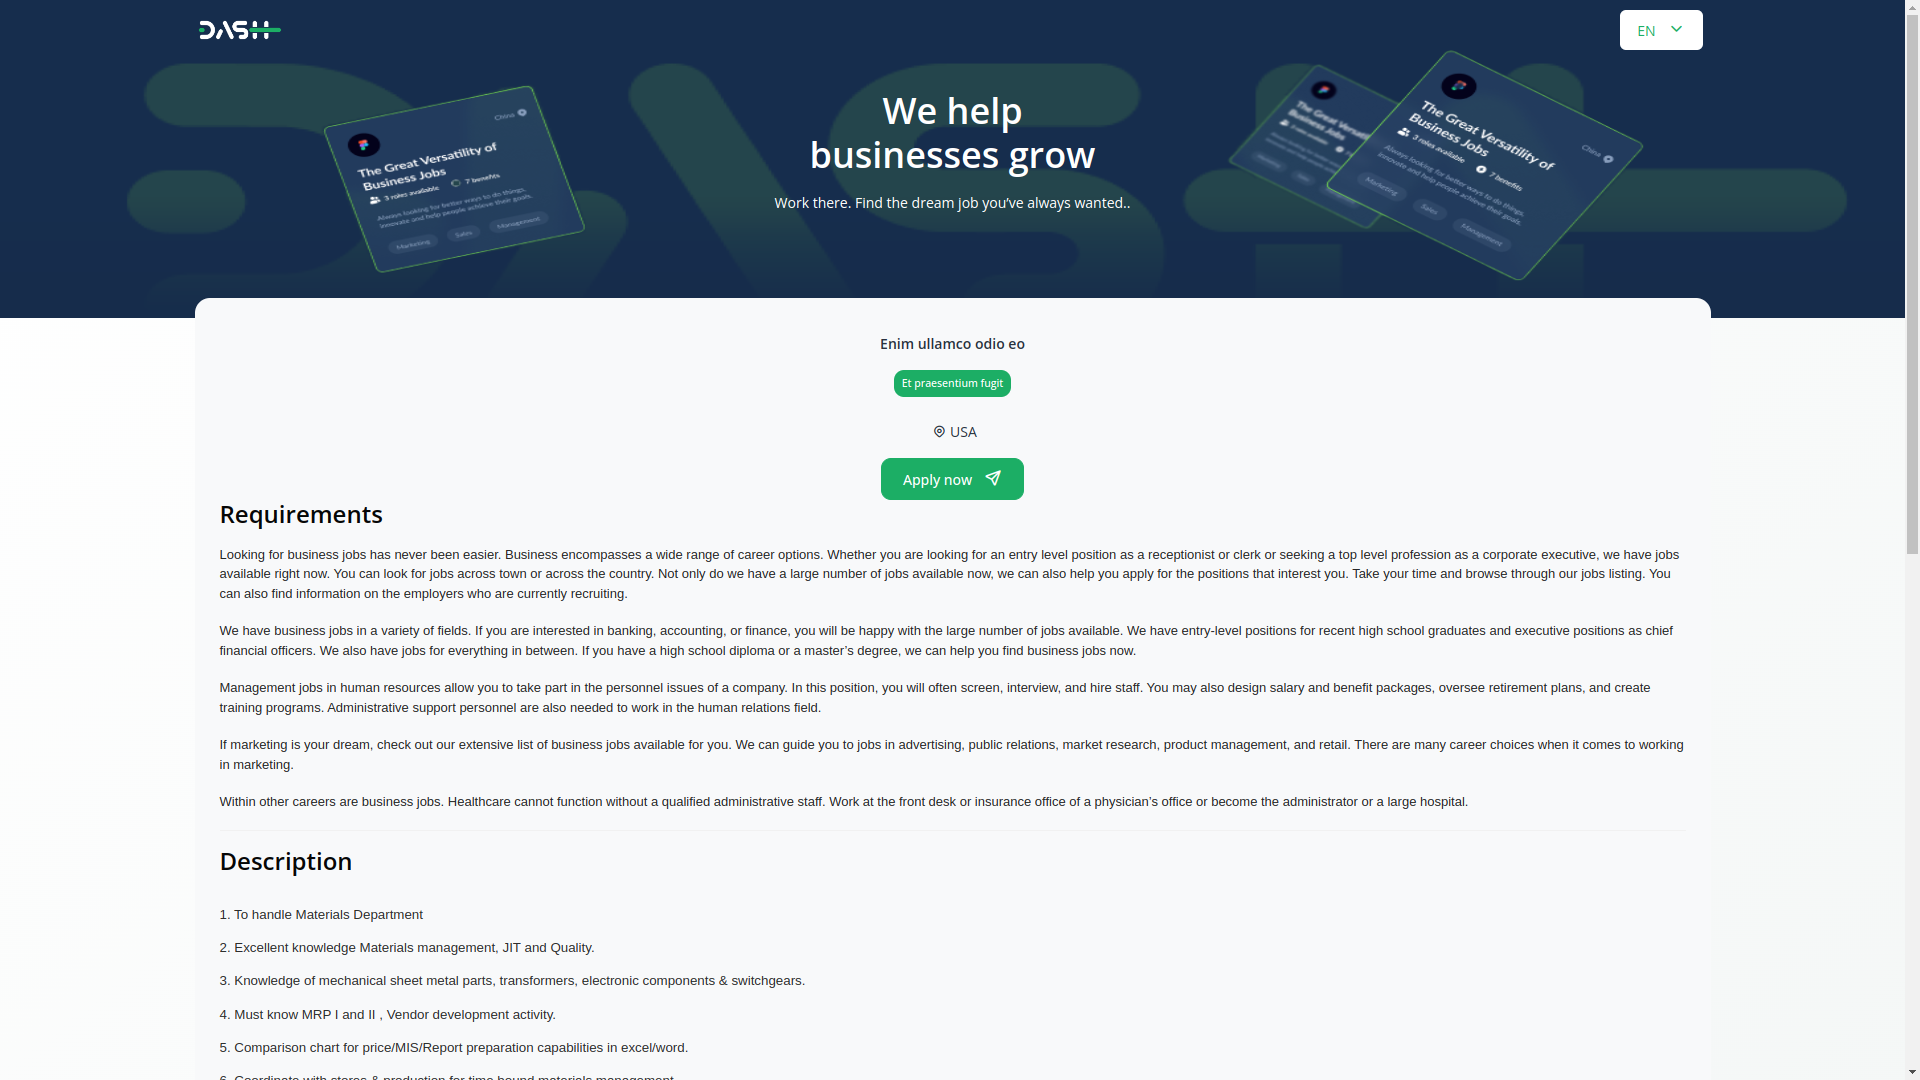 DASH
EN
We help
businesses grow
Work there. Find the dream job you’ve always wanted..
China
The Great Versatility of
Business Jobs
3 roles available
7 benefits
Always looking for better ways to do things,
innovate and help people achieve their goals.
Marketing
Sales
Management
The Great Versatility of
Business Jobs
3 roles available
7 benefits
China
Always looking for better ways to do things,
innovate and help people achieve their goals.
Marketing
Sales
Management
Enim ullamco odio eo
Et praesentium fugit
USA
Apply now
Requirements
Looking for business jobs has never been easier. Business encompasses a wide range of career options. Whether you are looking for an entry level position as a receptionist or clerk or seeking a top level profession as a corporate executive, we have jobs
available right now. You can look for jobs across town or across the country. Not only do we have a large number of jobs available now, we can also help you apply for the positions that interest you. Take your time and browse through our jobs listing. You
can also find information on the employers who are currently recruiting.
We have business jobs in a variety of fields. If you are interested in banking, accounting, or finance, you will be happy with the large number of jobs available. We have entry-level positions for recent high school graduates and executive positions as chief
financial officers. We also have jobs for everything in between. If you have a high school diploma or a master’s degree, we can help you find business jobs now.
Management jobs in human resources allow you to take part in the personnel issues of a company. In this position, you will often screen, interview, and hire staff. You may also design salary and benefit packages, oversee retirement plans, and create
training programs. Administrative support personnel are also needed to work in the human relations field.
If marketing is your dream, check out our extensive list of business jobs available for you. We can guide you to jobs in advertising, public relations, market research, product management, and retail. There are many career choices when it comes to working
in marketing.
Within other careers are business jobs. Healthcare cannot function without a qualified administrative staff. Work at the front desk or insurance office of a physician’s office or become the administrator or a large hospital.
Description
1. To handle Materials Department
2. Excellent knowledge Materials management, JIT and Quality.
3. Knowledge of mechanical sheet metal parts, transformers, electronic components & switchgears.
4. Must know MRP I and II , Vendor development activity.
5. Comparison chart for price/MIS/Report preparation capabilities in excel/word.
6. Coordinate with stores & production for time bound materials management.